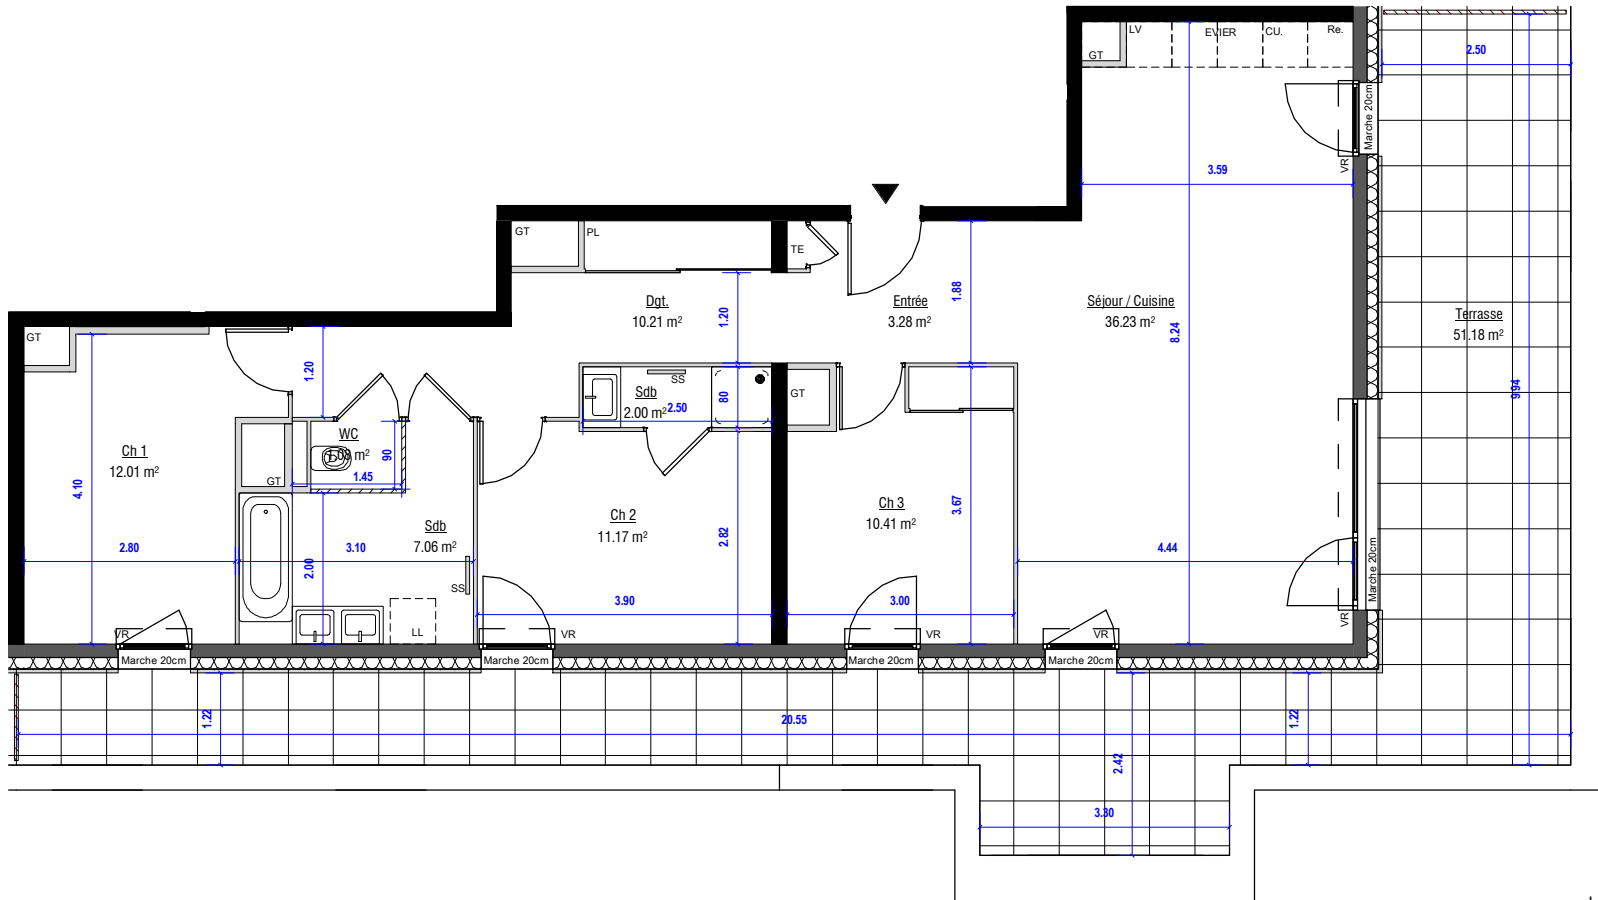 LV
EVIER
CU.
Re.
GT
2.50
Marche 20cm
VR
3.59
GT
PL
TE
1.88
Dgt.
10.21 m²
1.20
Entrée
3.28 m²
Séjour / Cuisine
36.23 m²
8.24
Terrasse
51.18 m²
9.94
GT
1.20
SS
Sdb
2.00 m²
2.50
80
GT
WC
1.08 m²
90
1.45
GT
Ch 1
12.01 m²
4.10
2.80
3.10
2.00
Sdb
7.06 m²
SS
LL
Ch 2
11.17 m²
2.82
3.90
Ch 3
10.41 m²
3.67
3.00
4.44
Marche 20cm
VR
VR
VR
VR
VR
Marche 20cm
Marche 20cm
Marche 20cm
Marche 20cm
1.22
20.55
1.22
2.42
3.30